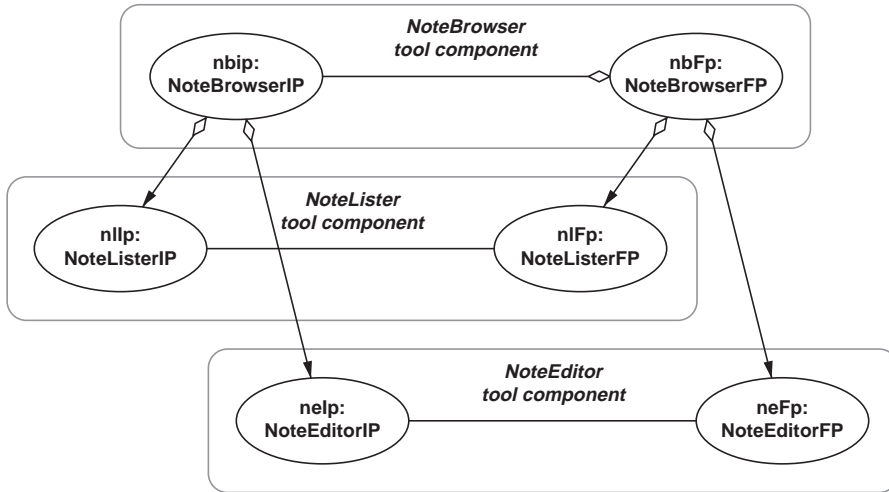 NoteBrowser
tool component
nbip:
NoteBrowserIP
nbFp:
NoteBrowserFP
NoteLister
tool component
nlIp:
NoteListerIP
nlFp:
NoteListerFP
NoteEditor
tool component
neIp:
NoteEditorIP
neFp:
NoteEditorFP